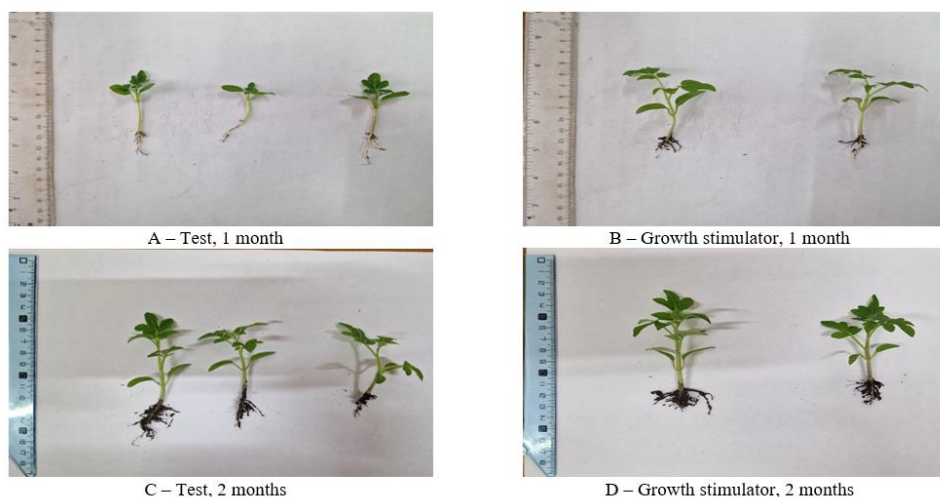 A – Test, 1 month
B – Growth stimulator, 1 month
C – Test, 2 months
D – Growth stimulator, 2 months